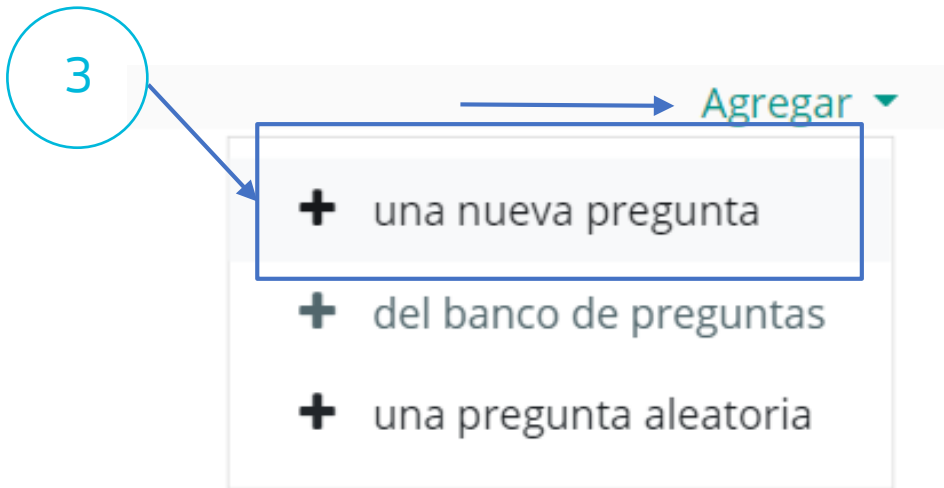 3
Agregar
una nueva pregunta
del banco de preguntas
una pregunta aleatoria